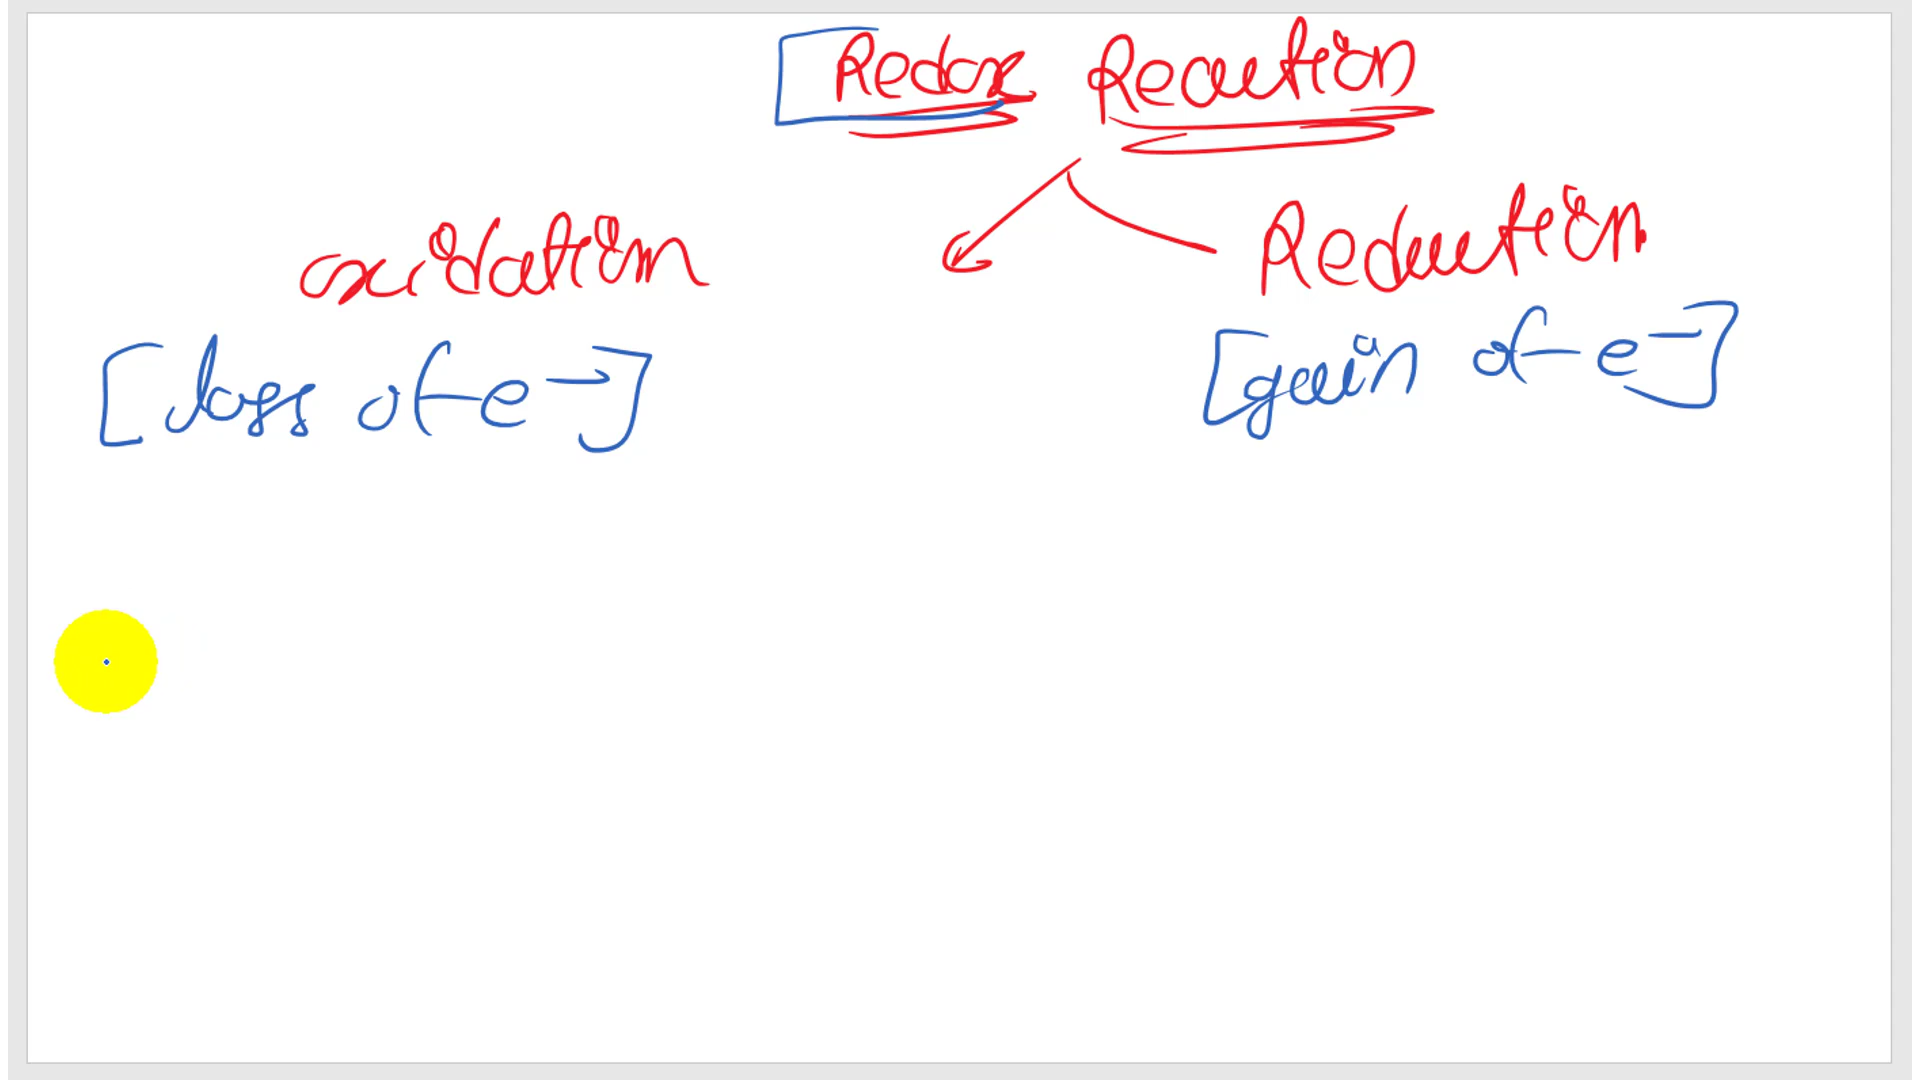 Redox Reaction
oxidation Reduction
[loss of e⁻] [gain of e⁻]